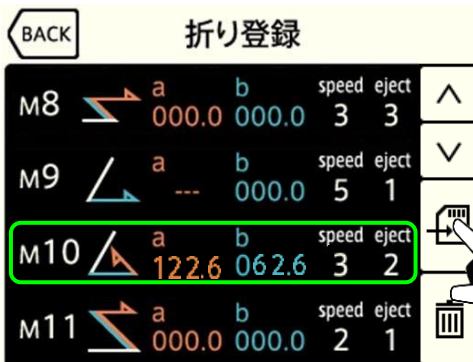 BACK 折り登録
M8 a 000.0 b 000.0 speed 3 eject 3
M9 a --- b 000.0 speed 5 eject 1
M10 a 122.6 b 062.6 speed 3 eject 2
M11 a 000.0 b 000.0 speed 2 eject 1